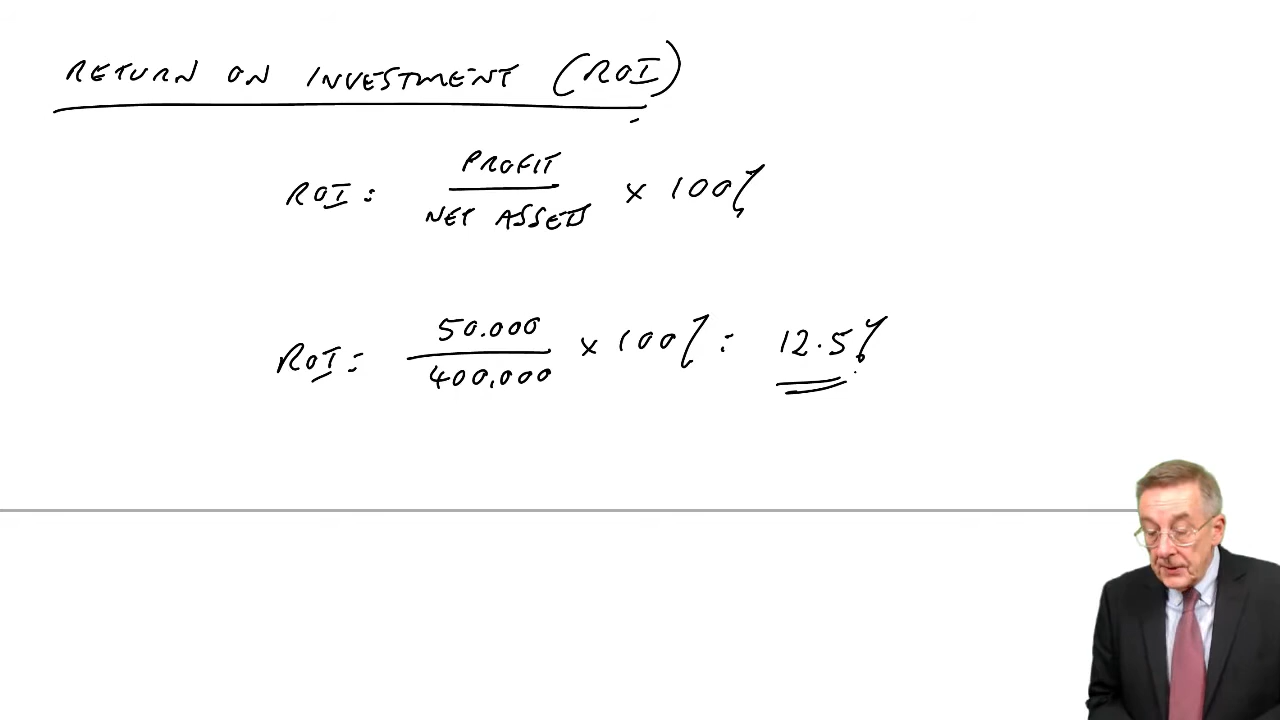 RETURN ON INVESTMENT (ROI)
ROI = PROFIT / NET ASSETS × 100%
ROI = 50.000 / 400,000 × 100% = 12.5%